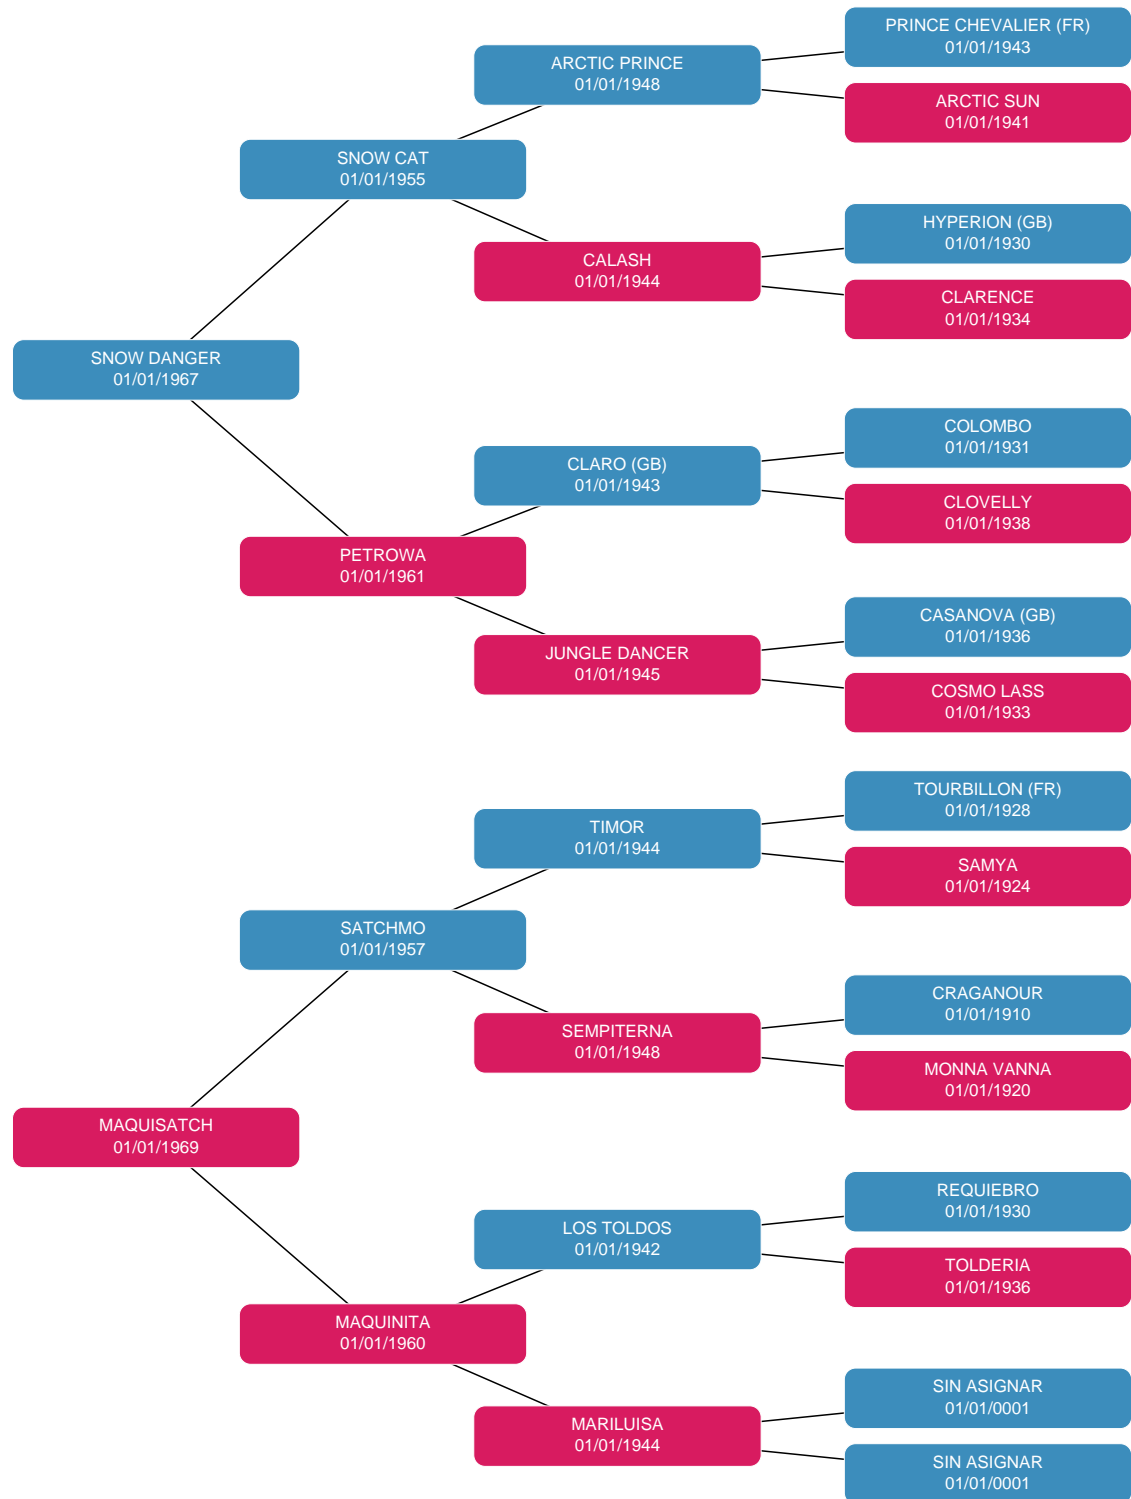 PRINCE CHEVALIER (FR)
01/01/1943
ARCTIC PRINCE
01/01/1948
ARCTIC SUN
01/01/1941
SNOW CAT
01/01/1955
HYPERION (GB)
01/01/1930
CALASH
01/01/1944
CLARENCE
01/01/1934
SNOW DANGER
01/01/1967
COLOMBO
01/01/1931
CLARO (GB)
01/01/1943
CLOVELLY
01/01/1938
PETROWA
01/01/1961
CASANOVA (GB)
01/01/1936
JUNGLE DANCER
01/01/1945
COSMO LASS
01/01/1933
TOURBILLON (FR)
01/01/1928
TIMOR
01/01/1944
SAMYA
01/01/1924
SATCHMO
01/01/1957
CRAGANOUR
01/01/1910
SEMPITERNA
01/01/1948
MONNA VANNA
01/01/1920
MAQUISATCH
01/01/1969
REQUIEBRO
01/01/1930
LOS TOLDOS
01/01/1942
TOLDERIA
01/01/1936
MAQUINITA
01/01/1960
SIN ASIGNAR
01/01/0001
MARILUISA
01/01/1944
SIN ASIGNAR
01/01/0001